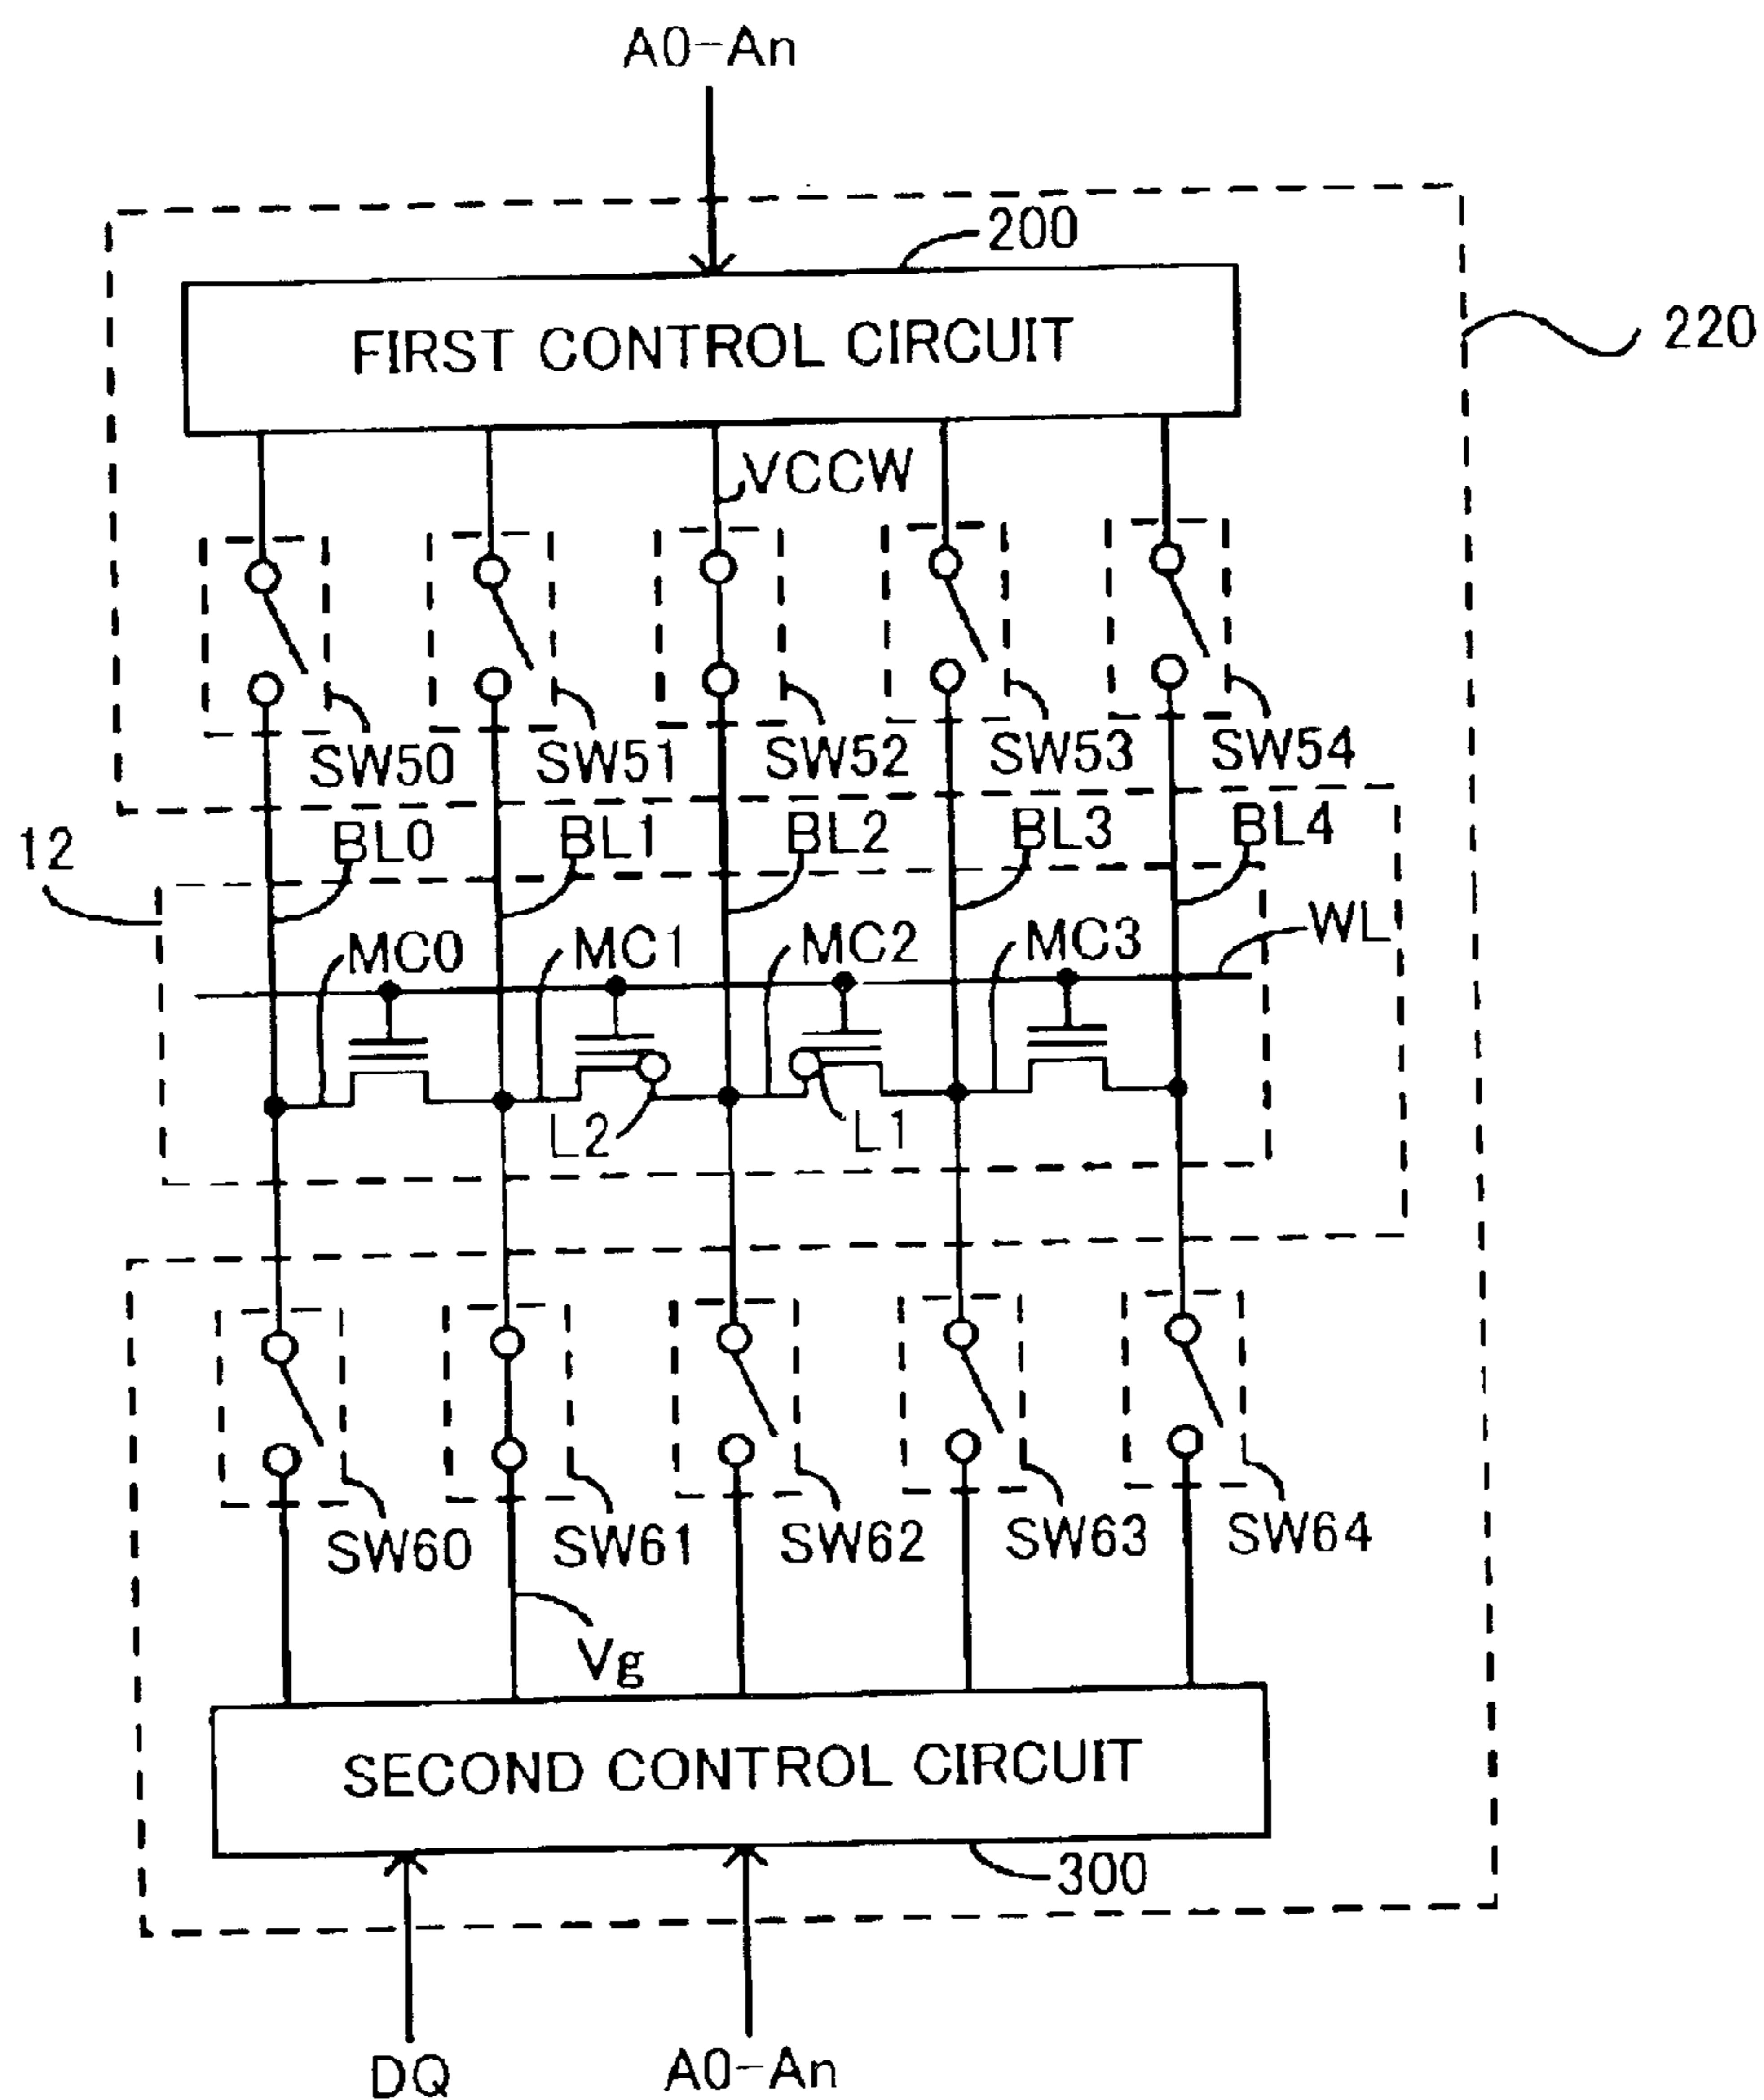 A0-An
200
FIRST CONTROL CIRCUIT
220
VCCW
SW50 SW51 SW52 SW53 SW54
12
BL0 BL1 BL2 BL3 BL4
MC0 MC1 MC2 MC3 WL
L2 L1
SW60 SW61 SW62 SW63 SW64
Vg
SECOND CONTROL CIRCUIT
300
DQ A0-An